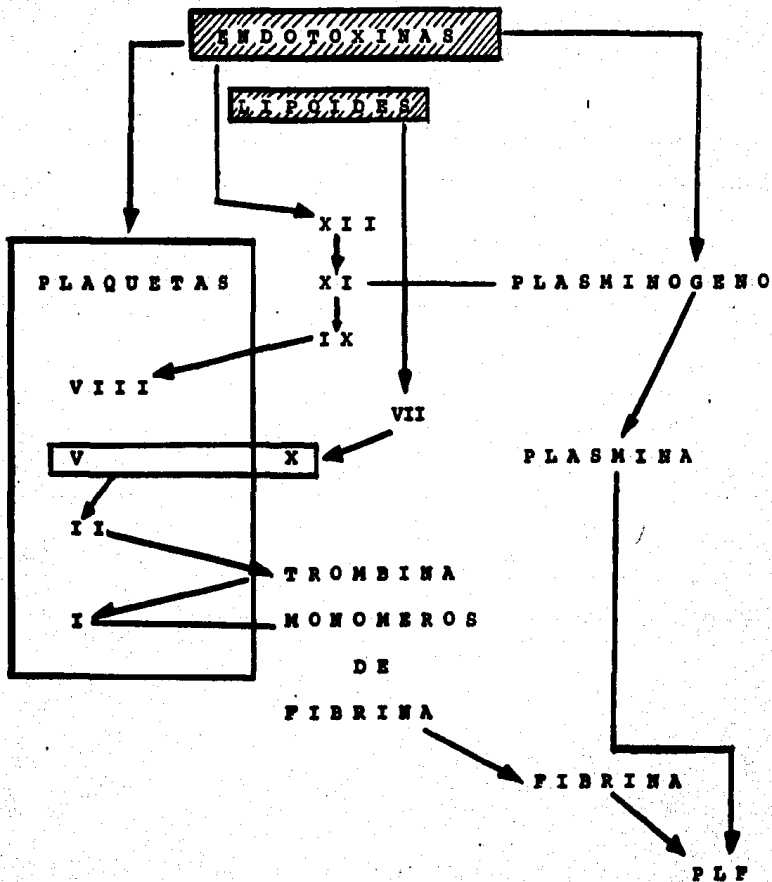 ENDOTOXINAS
LIPOIDES
XII
PLAQUETAS XI PLASMINOGENO
IX
VIII
VII
V X PLASMINA
II
TROMBINA
I MONOMEROS
DE
FIBRINA
FIBRINA
PLF